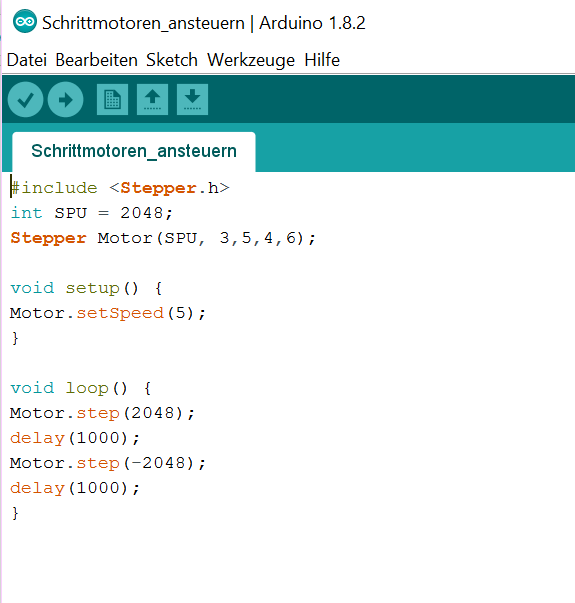 Schrittmotoren_ansteuern | Arduino 1.8.2
Datei Bearbeiten Sketch Werkzeuge Hilfe
Schrittmotoren_ansteuern
#include <Stepper.h>
int SPU = 2048;
Stepper Motor(SPU, 3,5,4,6);
void setup() {
Motor.setSpeed(5);
}
void loop() {
Motor.step(2048);
delay(1000);
Motor.step(-2048);
delay(1000);
}